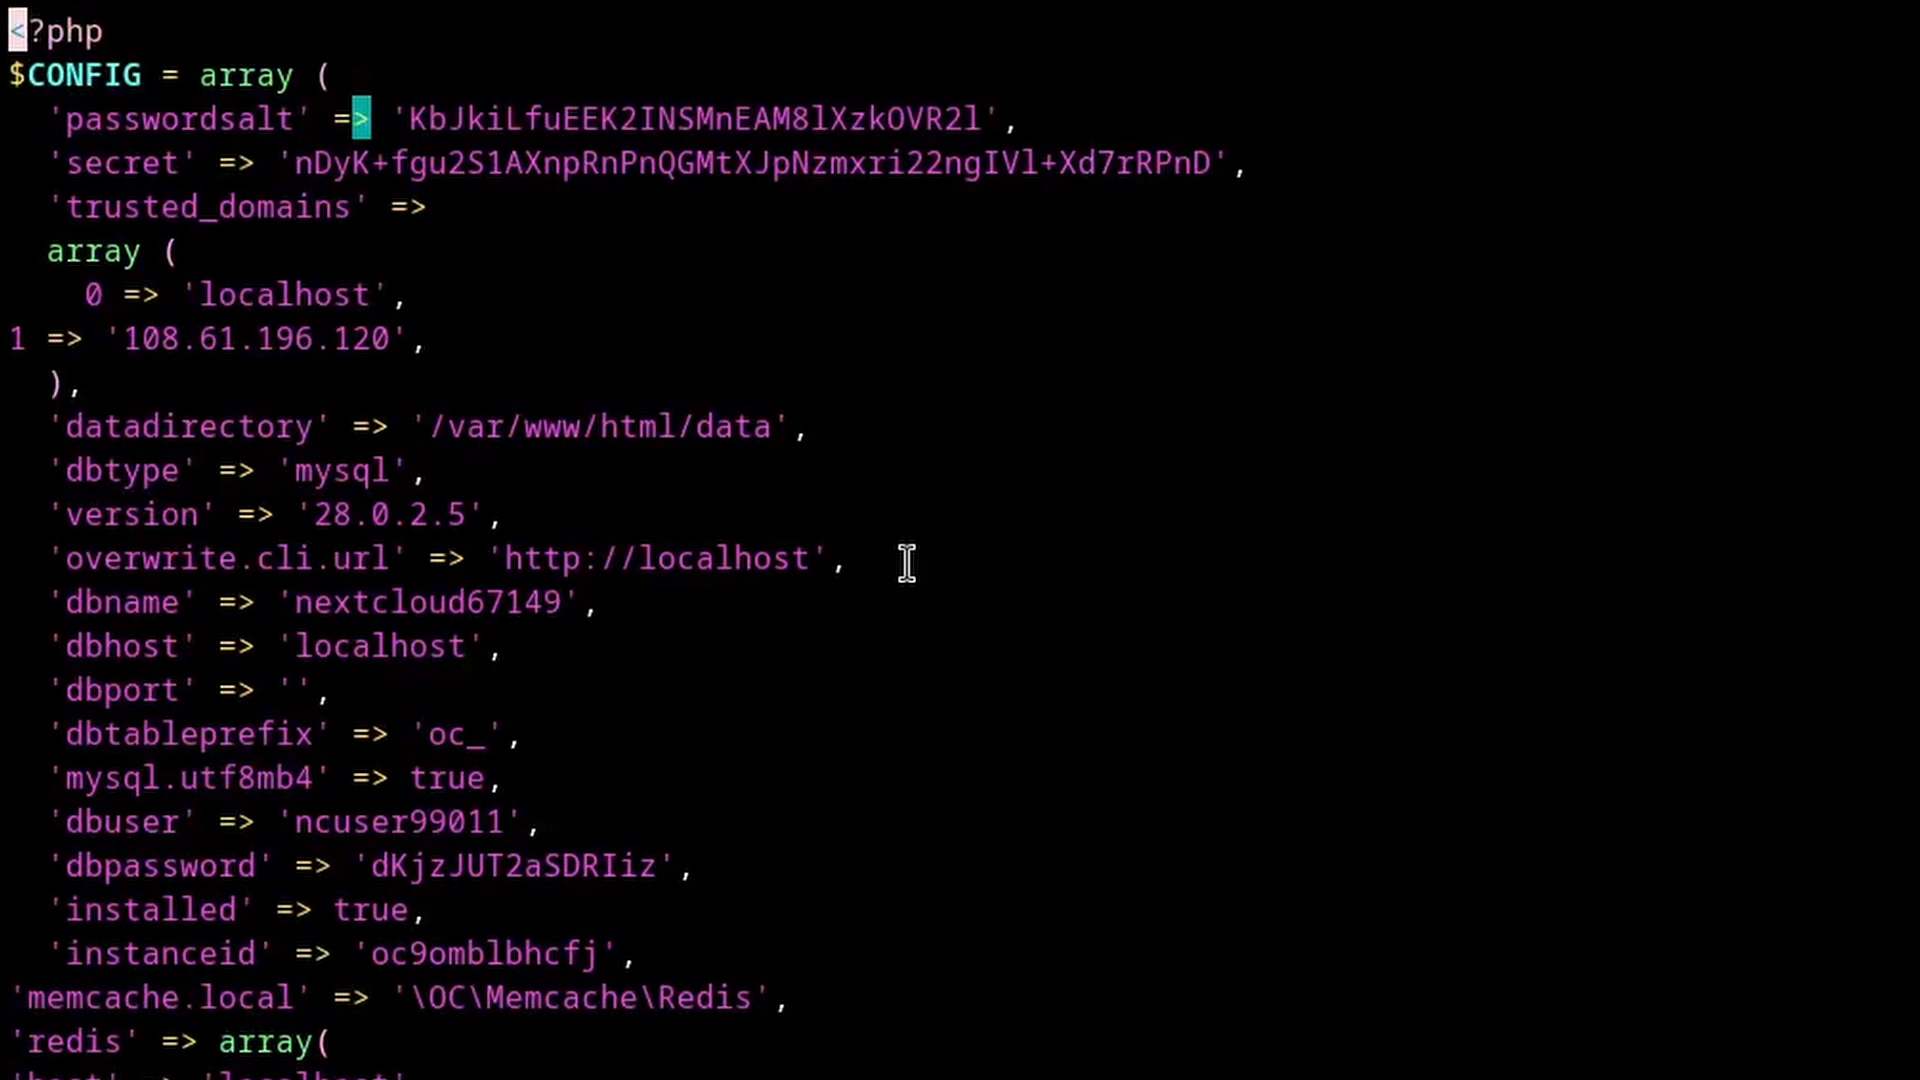 <?php
$CONFIG = array (
  'passwordsalt' => 'KbJkiLfuEEK2INSMnEAM8lXzkOVR2l',
  'secret' => 'nDyK+fgu2S1AXnpRnPnQGMtXJpNzmxri22ngIVl+Xd7rRPnD',
  'trusted_domains' =>
  array (
    0 => 'localhost',
1 => '108.61.196.120',
  ),
  'datadirectory' => '/var/www/html/data',
  'dbtype' => 'mysql',
  'version' => '28.0.2.5',
  'overwrite.cli.url' => 'http://localhost',
  'dbname' => 'nextcloud67149',
  'dbhost' => 'localhost',
  'dbport' => '',
  'dbtableprefix' => 'oc_',
  'mysql.utf8mb4' => true,
  'dbuser' => 'ncuser99011',
  'dbpassword' => 'dKjzJUT2aSDRIiz',
  'installed' => true,
  'instanceid' => 'oc9omblbhcfj',
'memcache.local' => '\OC\Memcache\Redis',
'redis' => array(
'host' => 'localhost'